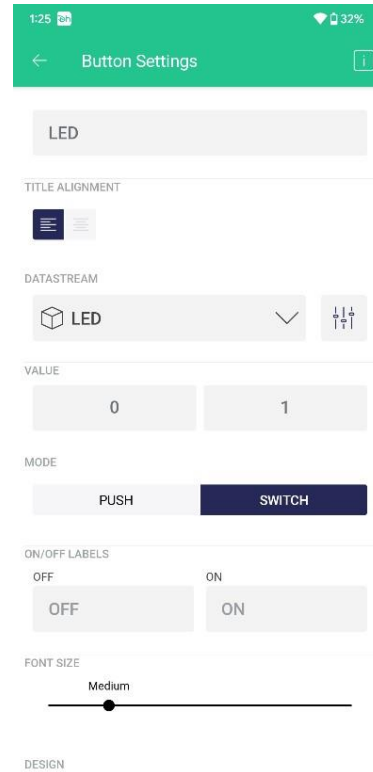 1:25 eh 32%
Button Settings
LED
TITLE ALIGNMENT
DATASTREAM
LED
VALUE
0 1
MODE
PUSH SWITCH
ON/OFF LABELS
OFF ON
OFF ON
FONT SIZE
Medium
DESIGN